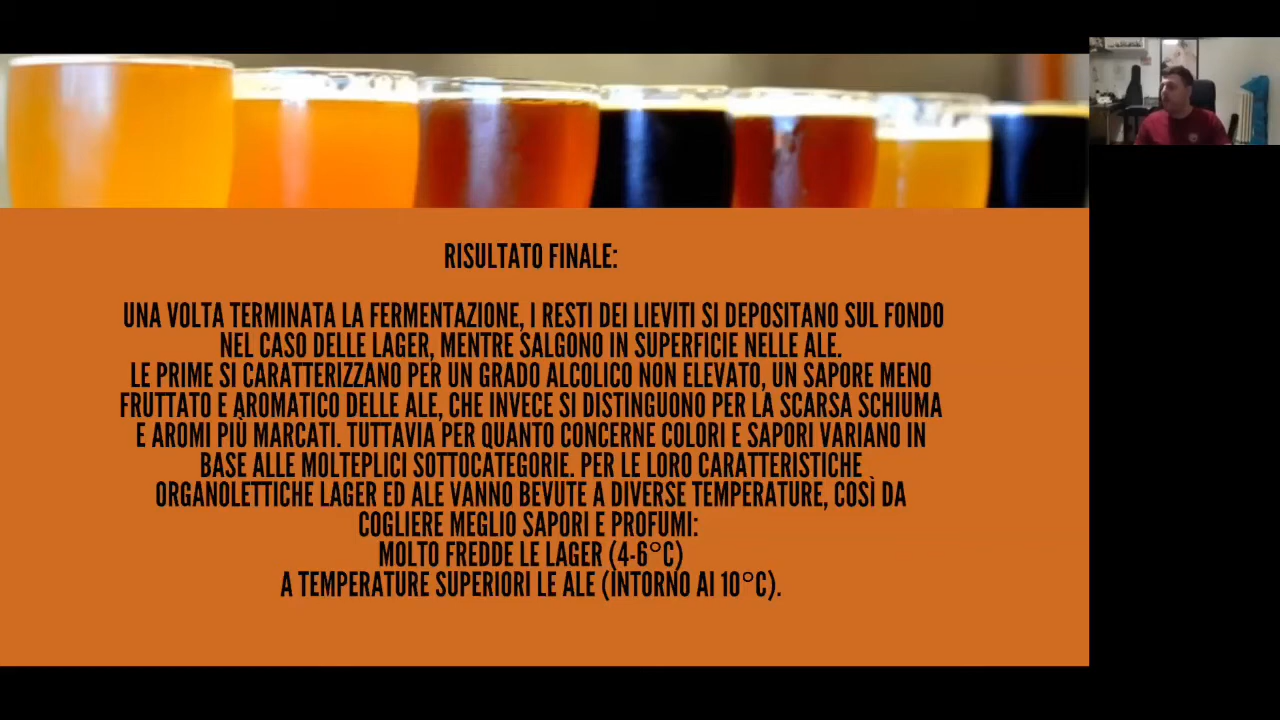 RISULTATO FINALE:
UNA VOLTA TERMINATA LA FERMENTAZIONE, I RESTI DEI LIEVITI SI DEPOSITANO SUL FONDO
NEL CASO DELLE LAGER, MENTRE SALGONO IN SUPERFICIE NELLE ALE.
LE PRIME SI CARATTERIZZANO PER UN GRADO ALCOLICO NON ELEVATO, UN SAPORE MENO
FRUTTATO E AROMATICO DELLE ALE, CHE INVECE SI DISTINGUONO PER LA SCARSA SCHIUMA
E AROMI PIÙ MARCATI. TUTTAVIA PER QUANTO CONCERNE COLORI E SAPORI VARIANO IN
BASE ALLE MOLTEPLICI SOTTOCATEGORIE. PER LE LORO CARATTERISTICHE
ORGANOLETTICHE LAGER ED ALE VANNO BEVUTE A DIVERSE TEMPERATURE, COSÌ DA
COGLIERE MEGLIO SAPORI E PROFUMI:
MOLTO FREDDE LE LAGER (4-6°C)
A TEMPERATURE SUPERIORI LE ALE (INTORNO AI 10°C).